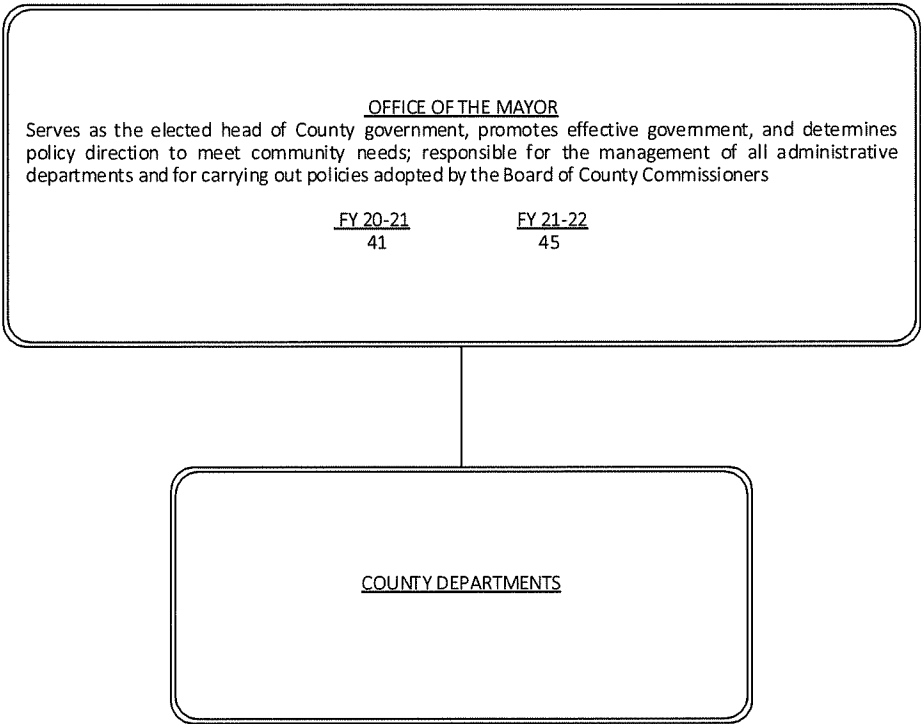 OFFICE OF THE MAYOR
Serves as the elected head of County government, promotes effective government, and determines
policy direction to meet community needs; responsible for the management of all administrative
departments and for carrying out policies adopted by the Board of County Commissioners
FY 20-21 FY 21-22
41 45
COUNTY DEPARTMENTS